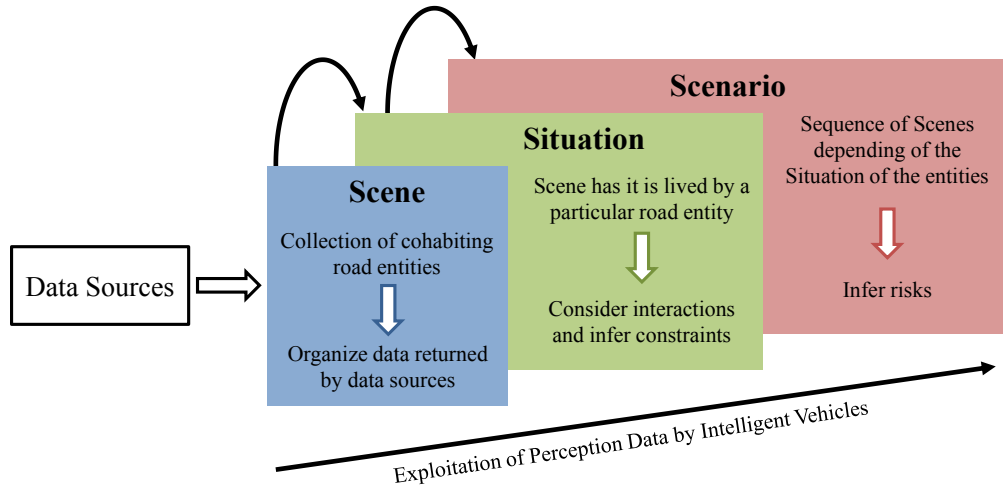 Data Sources
Scene
Collection of cohabiting
road entities
Organize data returned
by data sources
Situation
Scene has it is lived by a
particular road entity
Consider interactions
and infer constraints
Scenario
Sequence of Scenes
depending of the
Situation of the entities
Infer risks
Exploitation of Perception Data by Intelligent Vehicles